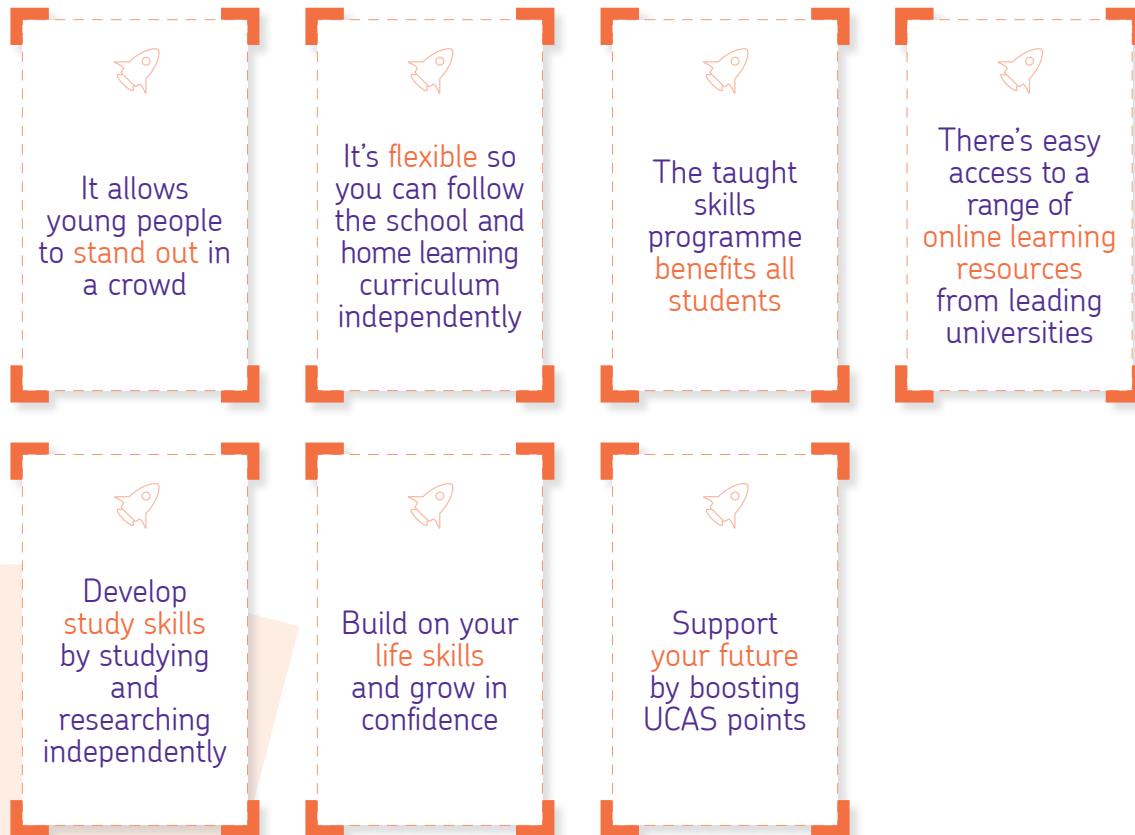 It allows
young people
to stand out in
a crowd
It's flexible so
you can follow
the school and
home learning
curriculum
independently
The taught
skills
programme
benefits all
students
There's easy
access to a
range of
online learning
resources
from leading
universities
Develop
study skills
by studying
and
researching
independently
Build on your
life skills
and grow in
confidence
Support
your future
by boosting
UCAS points